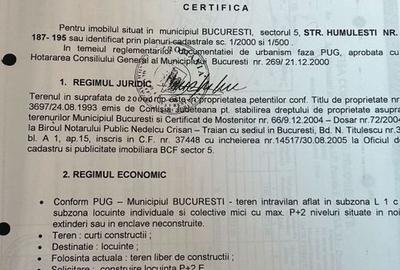 CERTIFICA
Pentru imobilul situat in municipiul BUCURESTI, sectorul 5, STR. HUMULESTI NR.
187- 195 sau identificat prin planuri cadastrale sc. 1/2000 si 1/500 .
In temeiul reglementarilor documentatiei de urbanism faza PUG, aprobata cu
Hotararea Consiliului General al Municipiului Bucuresti nr. 269/ 21.12.2000
1. REGIMUL JURIDIC
Terenul in suprafata de este in proprietatea petentilor conf. Titlul de proprietate nr.
3697/24.08.1993 emis de Comisia Judeteana pt. stabilirea dreptului de proprietate asupra
terenurilor Municipiul Bucuresti si Certificat de Mostenitor nr. 66/9.12.2004 - Dosar nr.72/2004
la Biroul Notarului Public Nedelcu Crisan – Traian cu sediul in Bucuresti, Bd. N. Titulescu nr.3
bl. A 1, ap.15, inscris in C.F. nr. 37448 cu incheierea nr.14517/30.08.2005 la Oficiul de
cadastru si publicitate imobiliara BCF sector 5.
2. REGIMUL ECONOMIC
• Conform PUG – Municipiul BUCURESTI - teren intravilan aflat in subzona L 1 c
subzona locuinte individuale si colective mici cu max. P+2 niveluri situate in noi
extinderi sau in enclave neconstruite.
• Teren : curti constructii ;
• Destinatie : locuinte ;
• Folosinta actuala : teren liber de constructii ;
• Solicitare : construire locuinta P+2 E